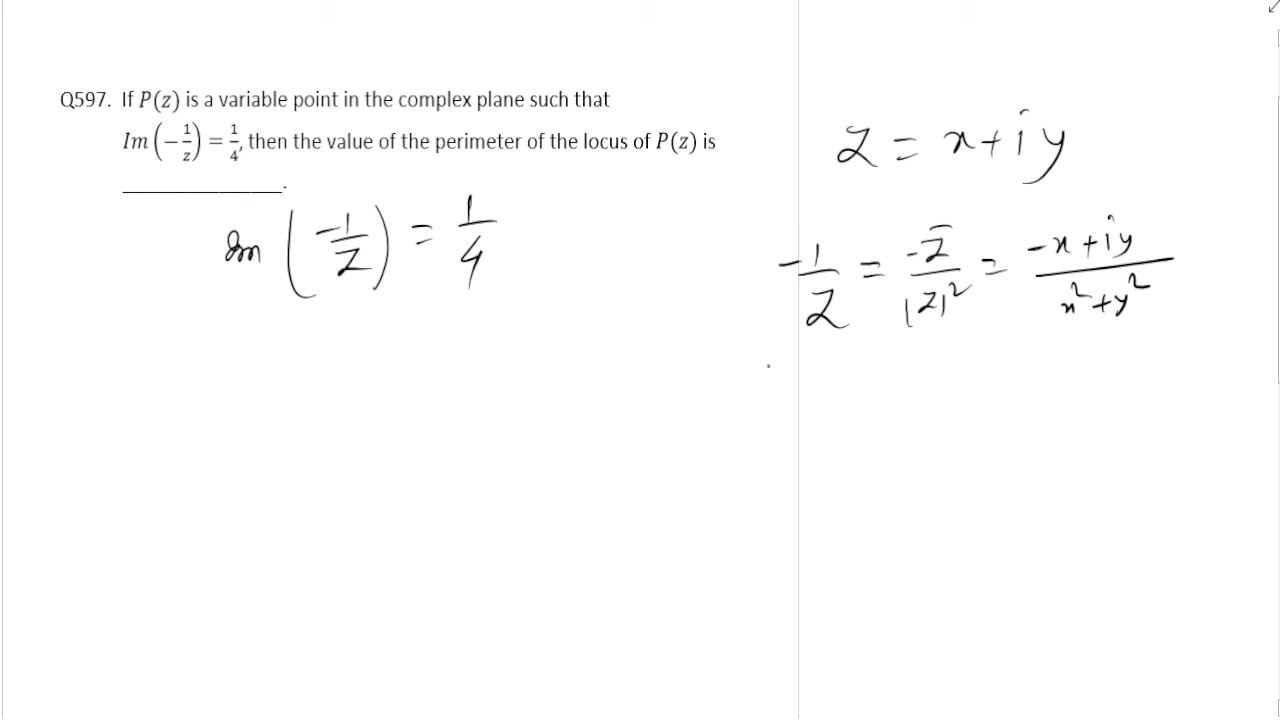 Q597. If P(z) is a variable point in the complex plane such that
Im(−1/z) = 1/4, then the value of the perimeter of the locus of P(z) is
________________.
Im (-1/z) = 1/4
z = x+iy
-1/z = -z̄/|z|² = -x+iy/x²+y²